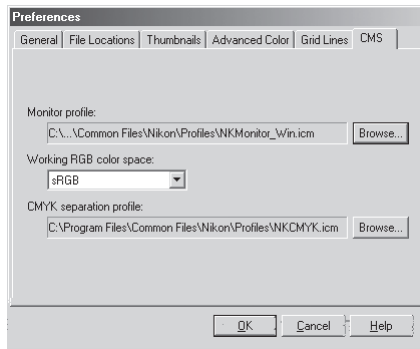 Preferences
General File Locations Thumbnails Advanced Color Grid Lines CMS
Monitor profile:
C:\...\Common Files\Nikon\Profiles\NKMonitor_Win.icm Browse...
Working RGB color space:
sRGB
CMYK separation profile:
C:\Program Files\Common Files\Nikon\Profiles\NKCMYK.icm Browse...
OK Cancel Help